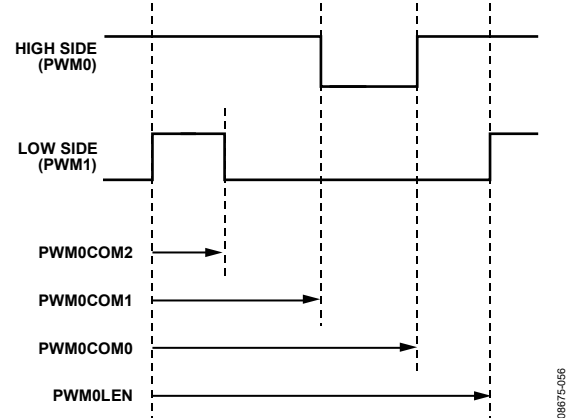 HIGH SIDE
(PWM0)
LOW SIDE
(PWM1)
PWM0COM2
PWM0COM1
PWM0COM0
PWM0LEN
08675-056